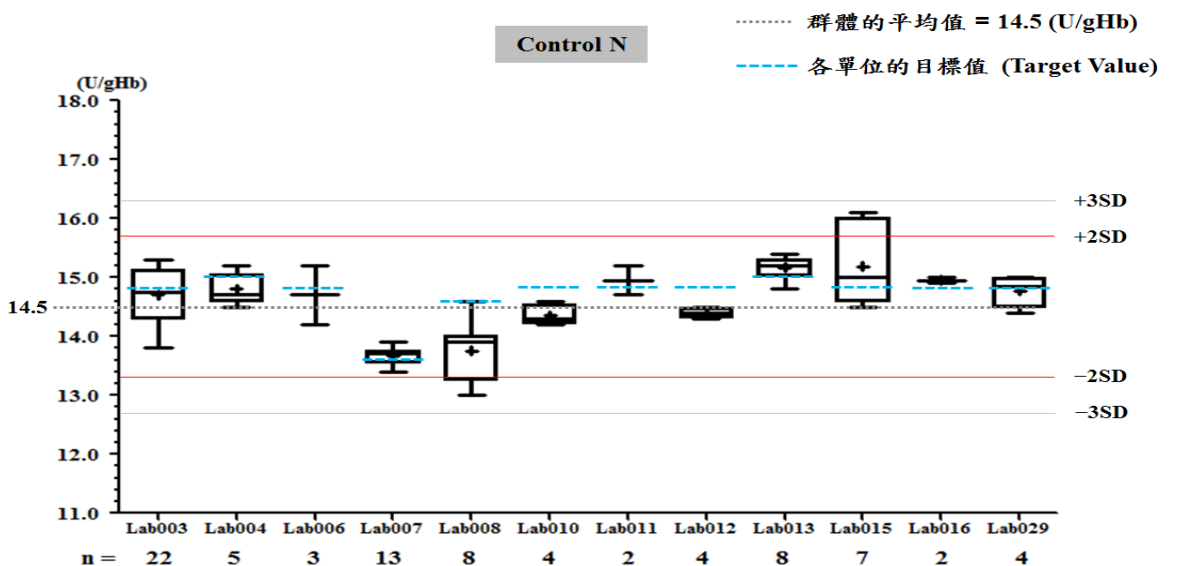 群體的平均值 = 14.5 (U/gHb)
Control N
各單位的目標值 (Target Value)
(U/gHb)
18.0
17.0
+3SD
16.0
+2SD
15.0
14.5
14.0
−2SD
13.0
−3SD
12.0
11.0
Lab003 Lab004 Lab006 Lab007 Lab008 Lab010 Lab011 Lab012 Lab013 Lab015 Lab016 Lab029
n = 22 5 3 13 8 4 2 4 8 7 2 4